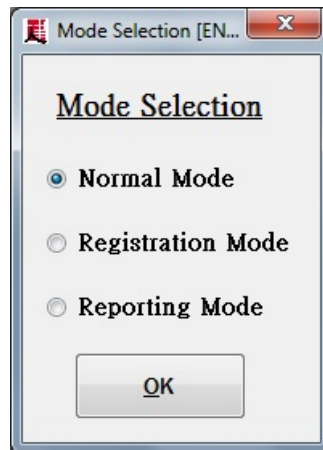 Mode Selection [EN...
Mode Selection
Normal Mode
Registration Mode
Reporting Mode
OK